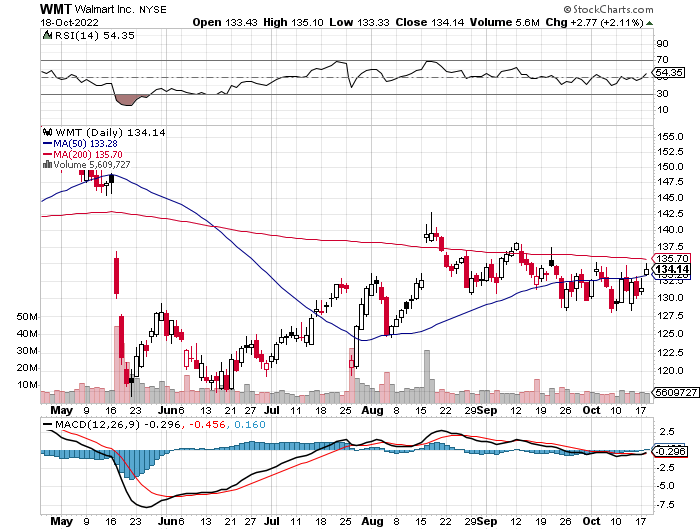 WMT Walmart Inc. NYSE © StockCharts.com
18-Oct-2022 Open 133.43 High 135.10 Low 133.33 Close 134.14 Volume 5.6M Chg +2.77 (+2.11%)
RSI(14) 54.35
90
70
54.35
50
30
10
WMT (Daily) 134.14
MA(50) 133.28
MA(200) 135.70
Volume 5,609,727
155.0
152.5
150.0
147.5
145.0
142.5
140.0
137.5
135.70
134.14
130.0
127.5
125.0
122.5
120.0
5609727
50M
40M
30M
20M
10M
May 9 16 23 Jun 6 13 21 27 Jul 11 18 25 Aug 8 15 22 29 Sep 12 19 26 Oct 10 17
MACD(12,26,9) -0.296, -0.456, 0.160
2.5
-0.296
-2.5
-5.0
-7.5
May 9 16 23 Jun 6 13 21 27 Jul 11 18 25 Aug 8 15 22 29 Sep 12 19 26 Oct 10 17